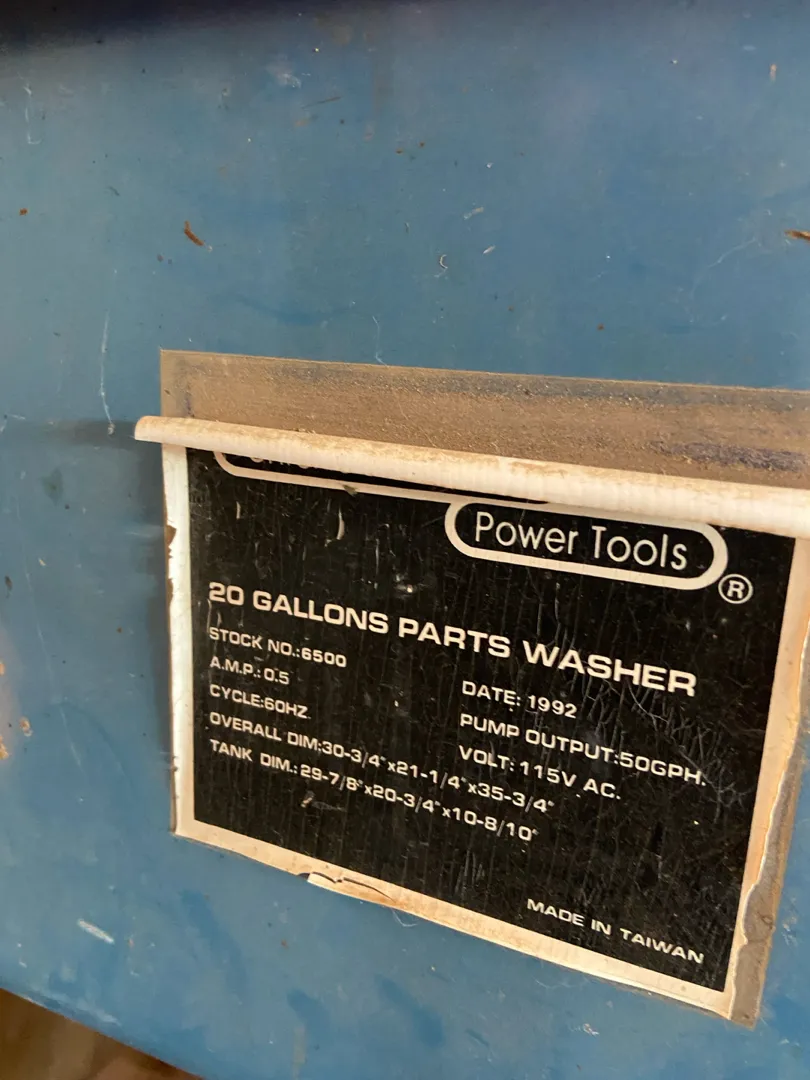 Power Tools
®
20 GALLONS PARTS WASHER
STOCK NO.:6500
DATE: 1992
A.M.P.: 0.5
PUMP OUTPUT:50GPH.
CYCLE:60HZ
VOLT: 115V AC.
OVERALL DIM:30-3/4"x21-1/4"x35-3/4"
TANK DIM.: 29-7/8"x20-3/4"x10-8/10"
MADE IN TAIWAN